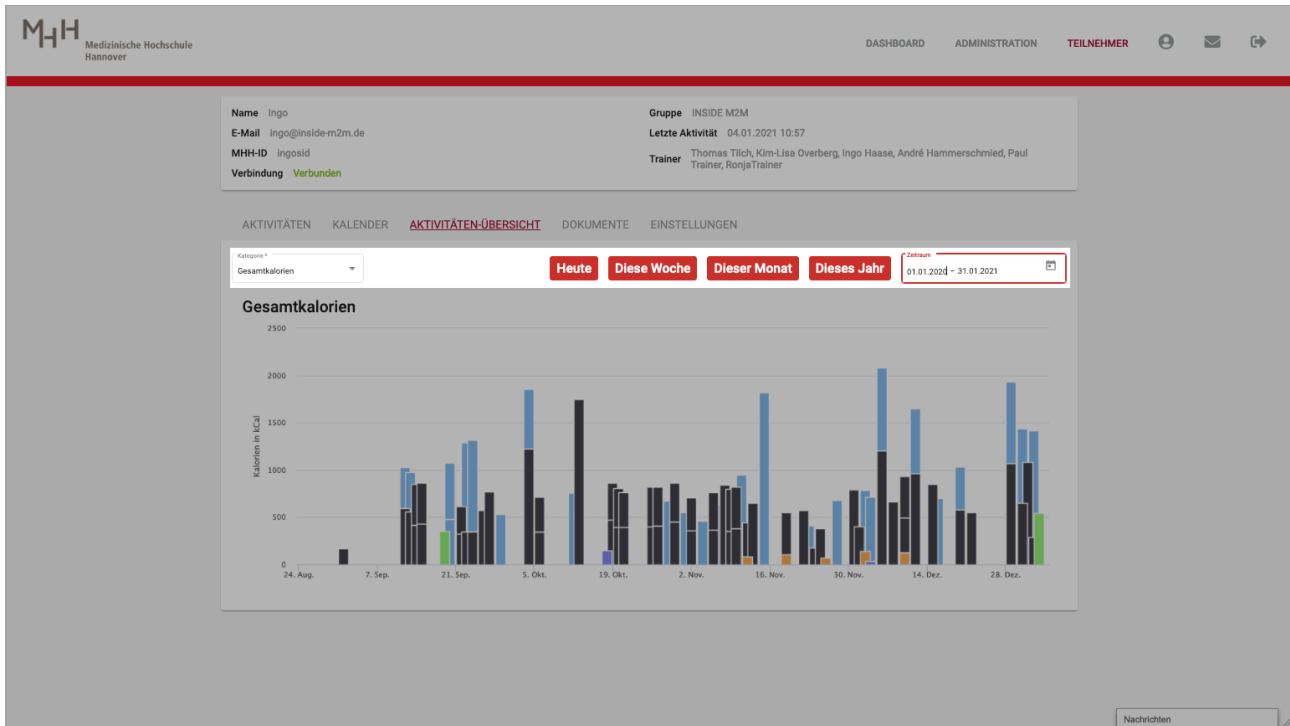 MHH Medizinische Hochschule
Hannover
DASHBOARD ADMINISTRATION TEILNEHMER
Name Ingo
E-Mail ingo@inside-m2m.de
MHH-ID ingosid
Verbindung Verbunden
Gruppe INSIDE M2M
Letzte Aktivität 04.01.2021 10:57
Trainer Thomas Tilch, Kim-Lisa Overberg, Ingo Haase, André Hammerschmied, Paul
Trainer, RonjaTrainer
AKTIVITÄTEN KALENDER AKTIVITÄTEN-ÜBERSICHT DOKUMENTE EINSTELLUNGEN
Kategorie *
Gesamtkalorien
Heute Diese Woche Dieser Monat Dieses Jahr
Zeitraum
01.01.2020 – 31.01.2021
Gesamtkalorien
Kalorien in kCal
2500
2000
1500
1000
500
0
24. Aug. 7. Sep. 21. Sep. 5. Okt. 19. Okt. 2. Nov. 16. Nov. 30. Nov. 14. Dez. 28. Dez.
Nachrichten